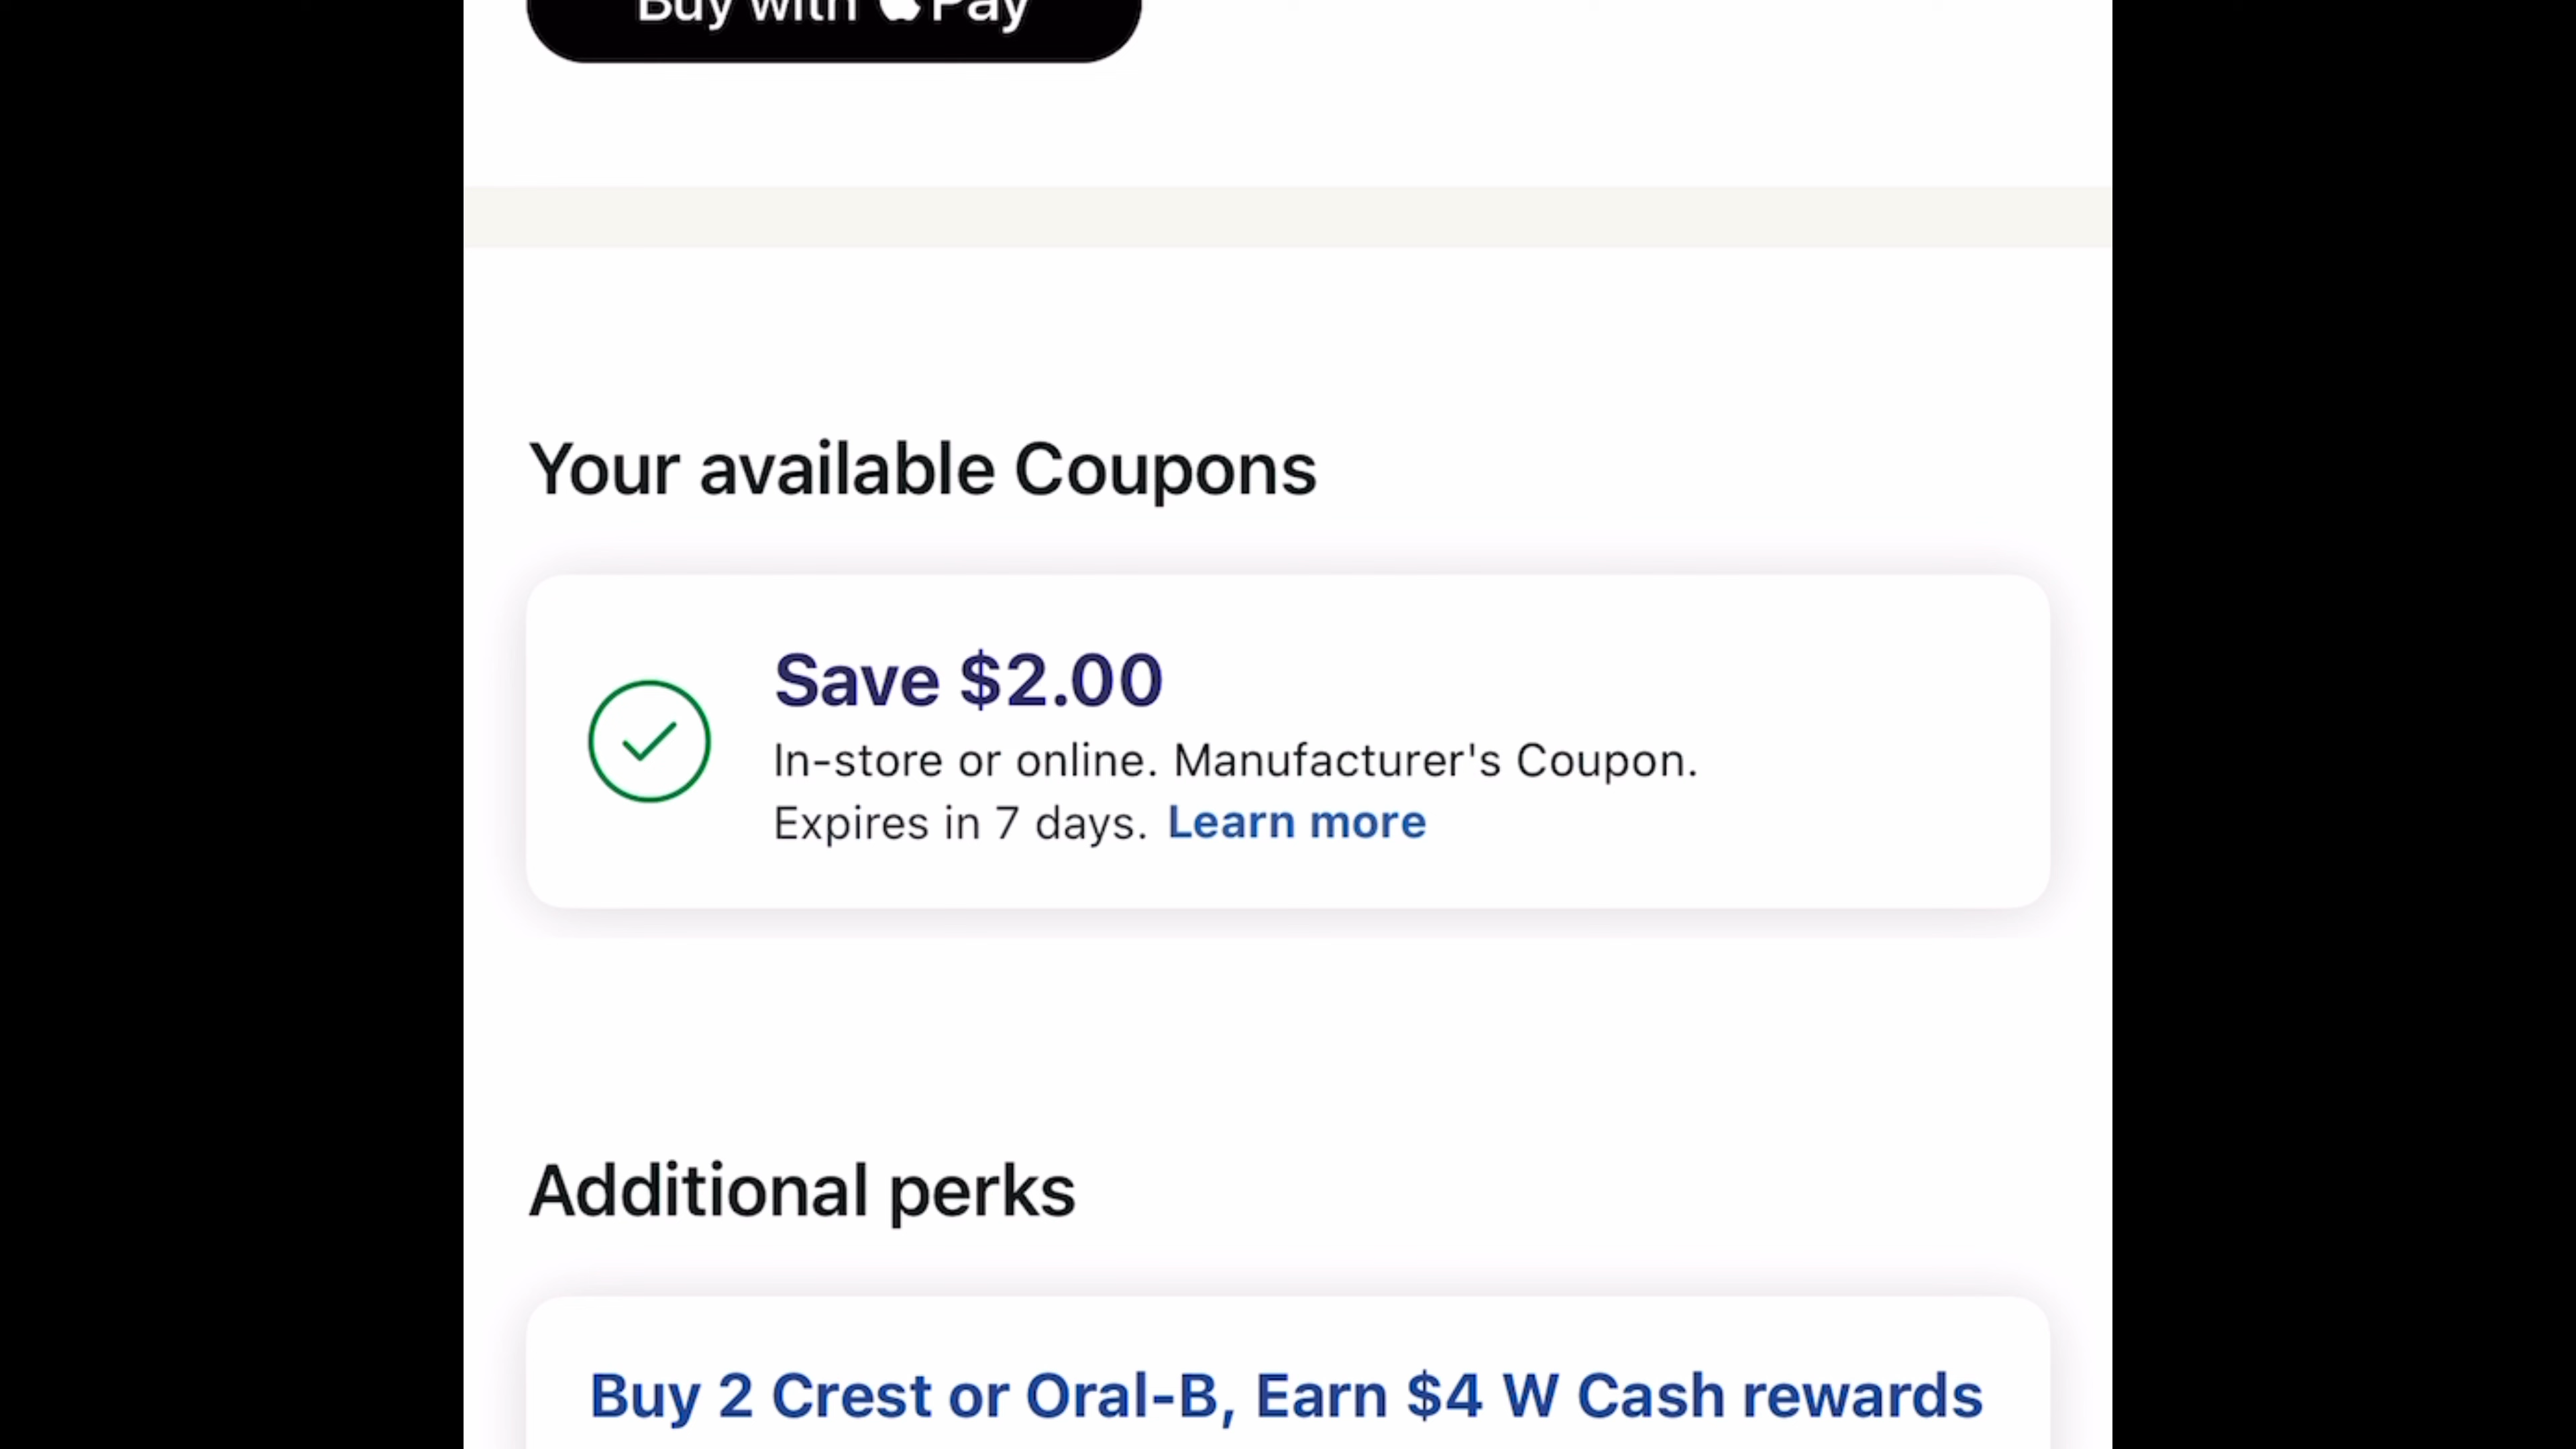 Buy with Pay
Your available Coupons
Save $2.00
In-store or online. Manufacturer's Coupon.
Expires in 7 days. Learn more
Additional perks
Buy 2 Crest or Oral-B, Earn $4 W Cash rewards